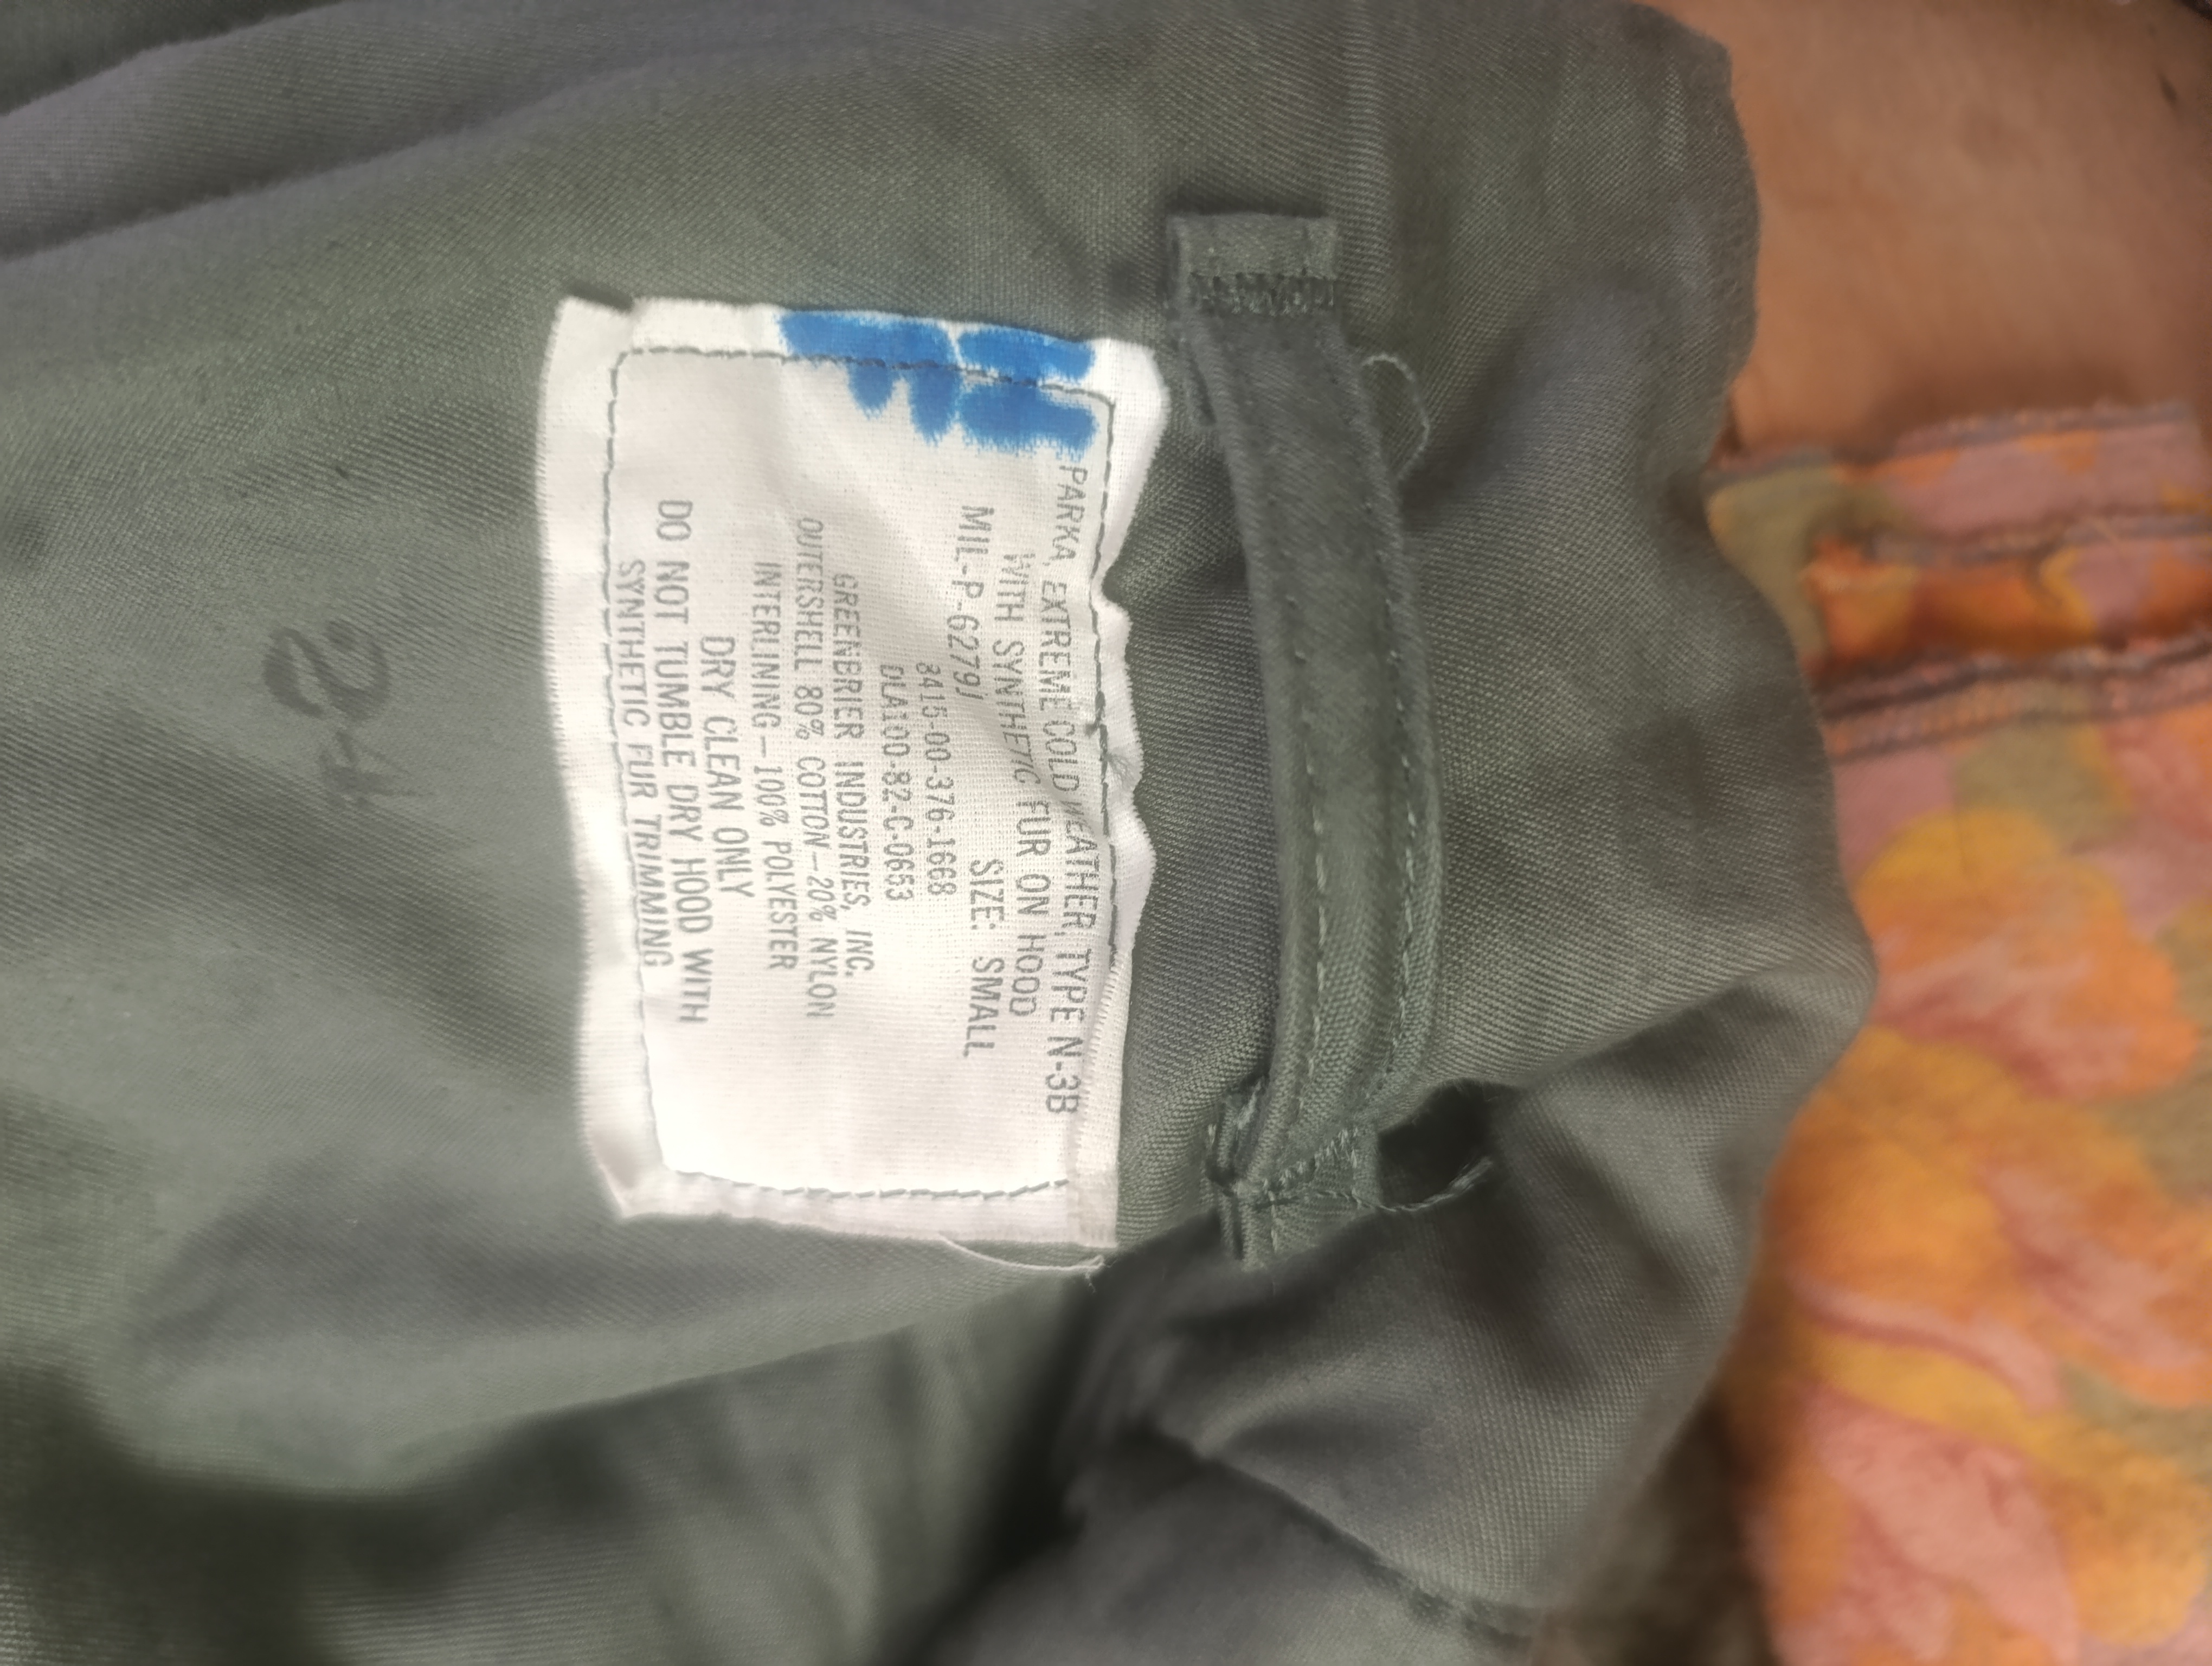 PARKA, EXTREME COLD WEATHER, TYPE N-3B
WITH SYNTHETIC FUR ON HOOD
MIL-P-6279J SIZE: SMALL
8415-00-376-1668
DLA100-82-C-0653
GREENBRIER INDUSTRIES, INC.
OUTERSHELL 80% COTTON-20% NYLON
INTERLINING-100% POLYESTER
DRY CLEAN ONLY
DO NOT TUMBLE DRY HOOD WITH
SYNTHETIC FUR TRIMMING